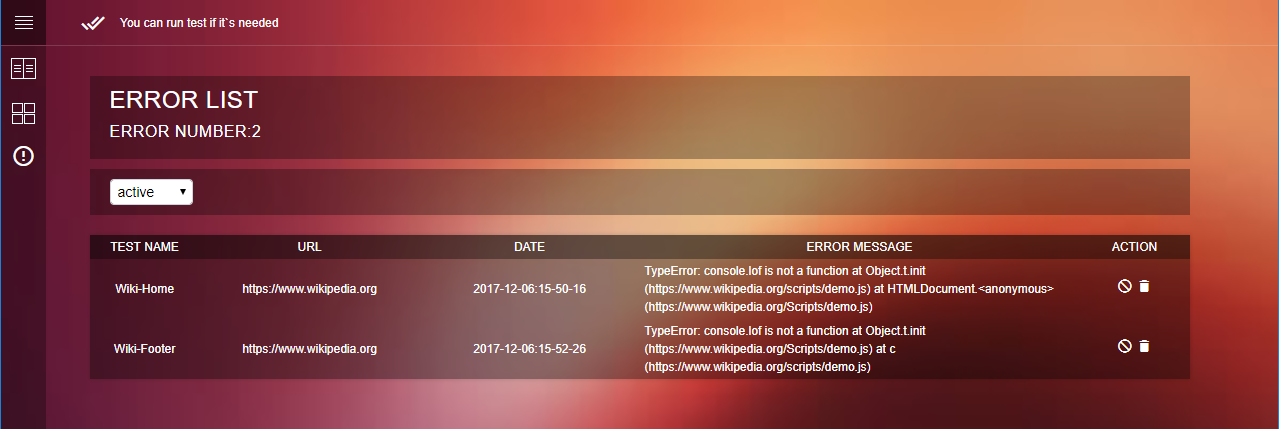 You can run test if it`s needed
ERROR LIST
ERROR NUMBER:2
active
TEST NAME URL DATE ERROR MESSAGE ACTION
Wiki-Home https://www.wikipedia.org 2017-12-06:15-50-16 TypeError: console.lof is not a function at Object.t.init
(https://www.wikipedia.org/scripts/demo.js) at HTMLDocument.<anonymous>
(https://www.wikipedia.org/Scripts/demo.js)
Wiki-Footer https://www.wikipedia.org 2017-12-06:15-52-26 TypeError: console.lof is not a function at Object.t.init
(https://www.wikipedia.org/Scripts/demo.js) at c
(https://www.wikipedia.org/scripts/demo.js)